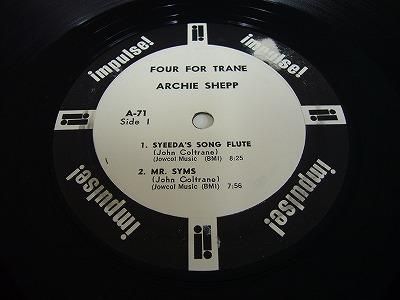 impulse!
impulse!
FOUR FOR TRANE
ARCHIE SHEPP
A-71
Side 1
1. SYEEDA'S SONG FLUTE
(John Coltrane)
(Jowcol Music (BMI) 8:25
2. MR. SYMS
(John Coltrane)
(Jowcol Music (BMI) 7:56
impulse!
impulse!